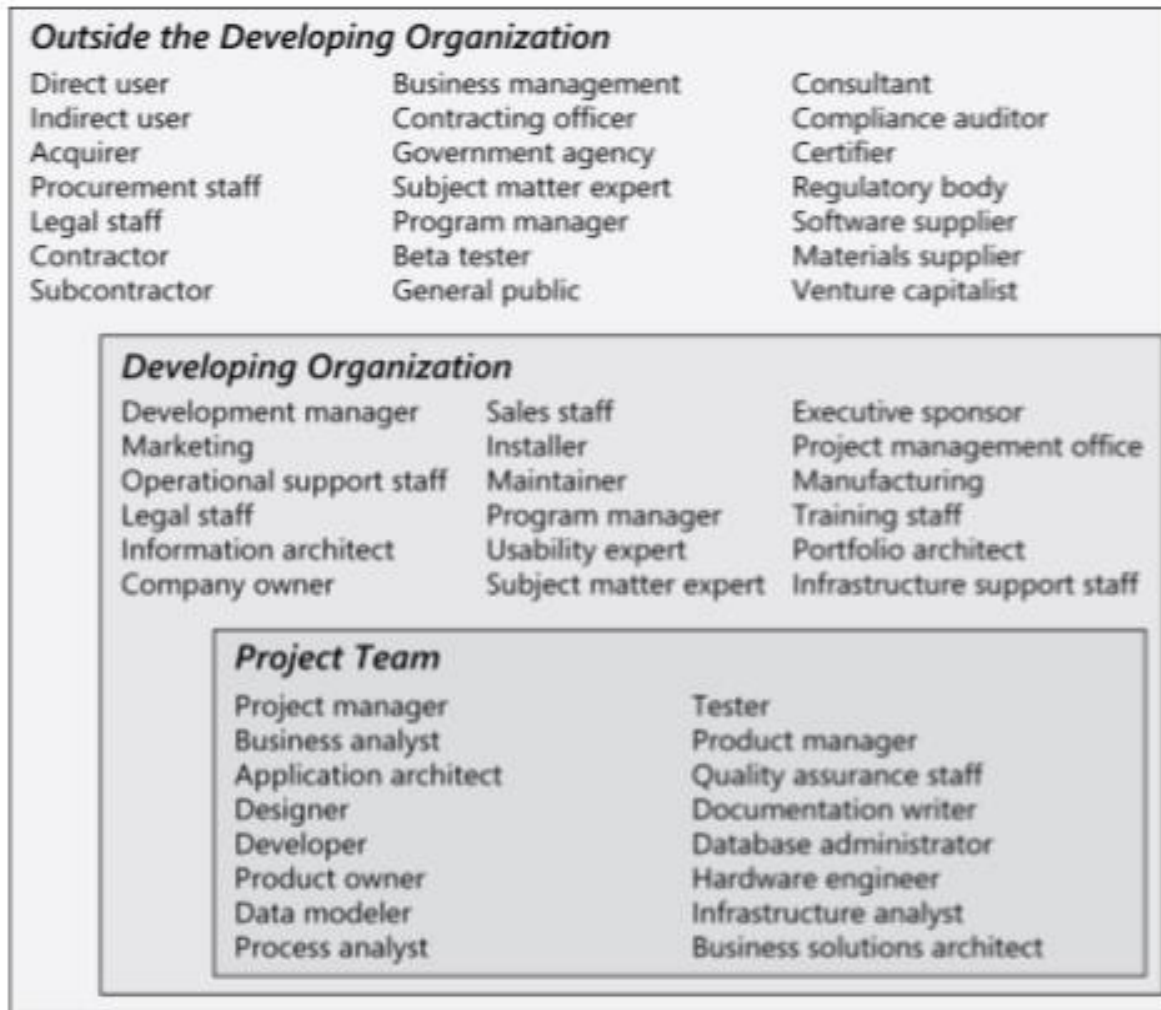 Outside the Developing Organization
Direct user Business management Consultant
Indirect user Contracting officer Compliance auditor
Acquirer Government agency Certifier
Procurement staff Subject matter expert Regulatory body
Legal staff Program manager Software supplier
Contractor Beta tester Materials supplier
Subcontractor General public Venture capitalist
Developing Organization
Development manager Sales staff Executive sponsor
Marketing Installer Project management office
Operational support staff Maintainer Manufacturing
Legal staff Program manager Training staff
Information architect Usability expert Portfolio architect
Company owner Subject matter expert Infrastructure support staff
Project Team
Project manager Tester
Business analyst Product manager
Application architect Quality assurance staff
Designer Documentation writer
Developer Database administrator
Product owner Hardware engineer
Data modeler Infrastructure analyst
Process analyst Business solutions architect